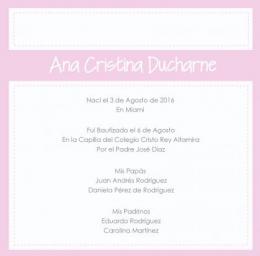 Ana Cristina Ducharne
Nací el 3 de Agosto de 2016
En Miami
Fui Bautizada el 6 de Agosto
En la Capilla del Colegio Cristo Rey Altamira
Por el Padre José Díaz
Mis Papás
Juan Andrés Rodríguez
Daniela Pérez de Rodríguez
Mis Padrinos
Eduardo Rodríguez
Carolina Martínez